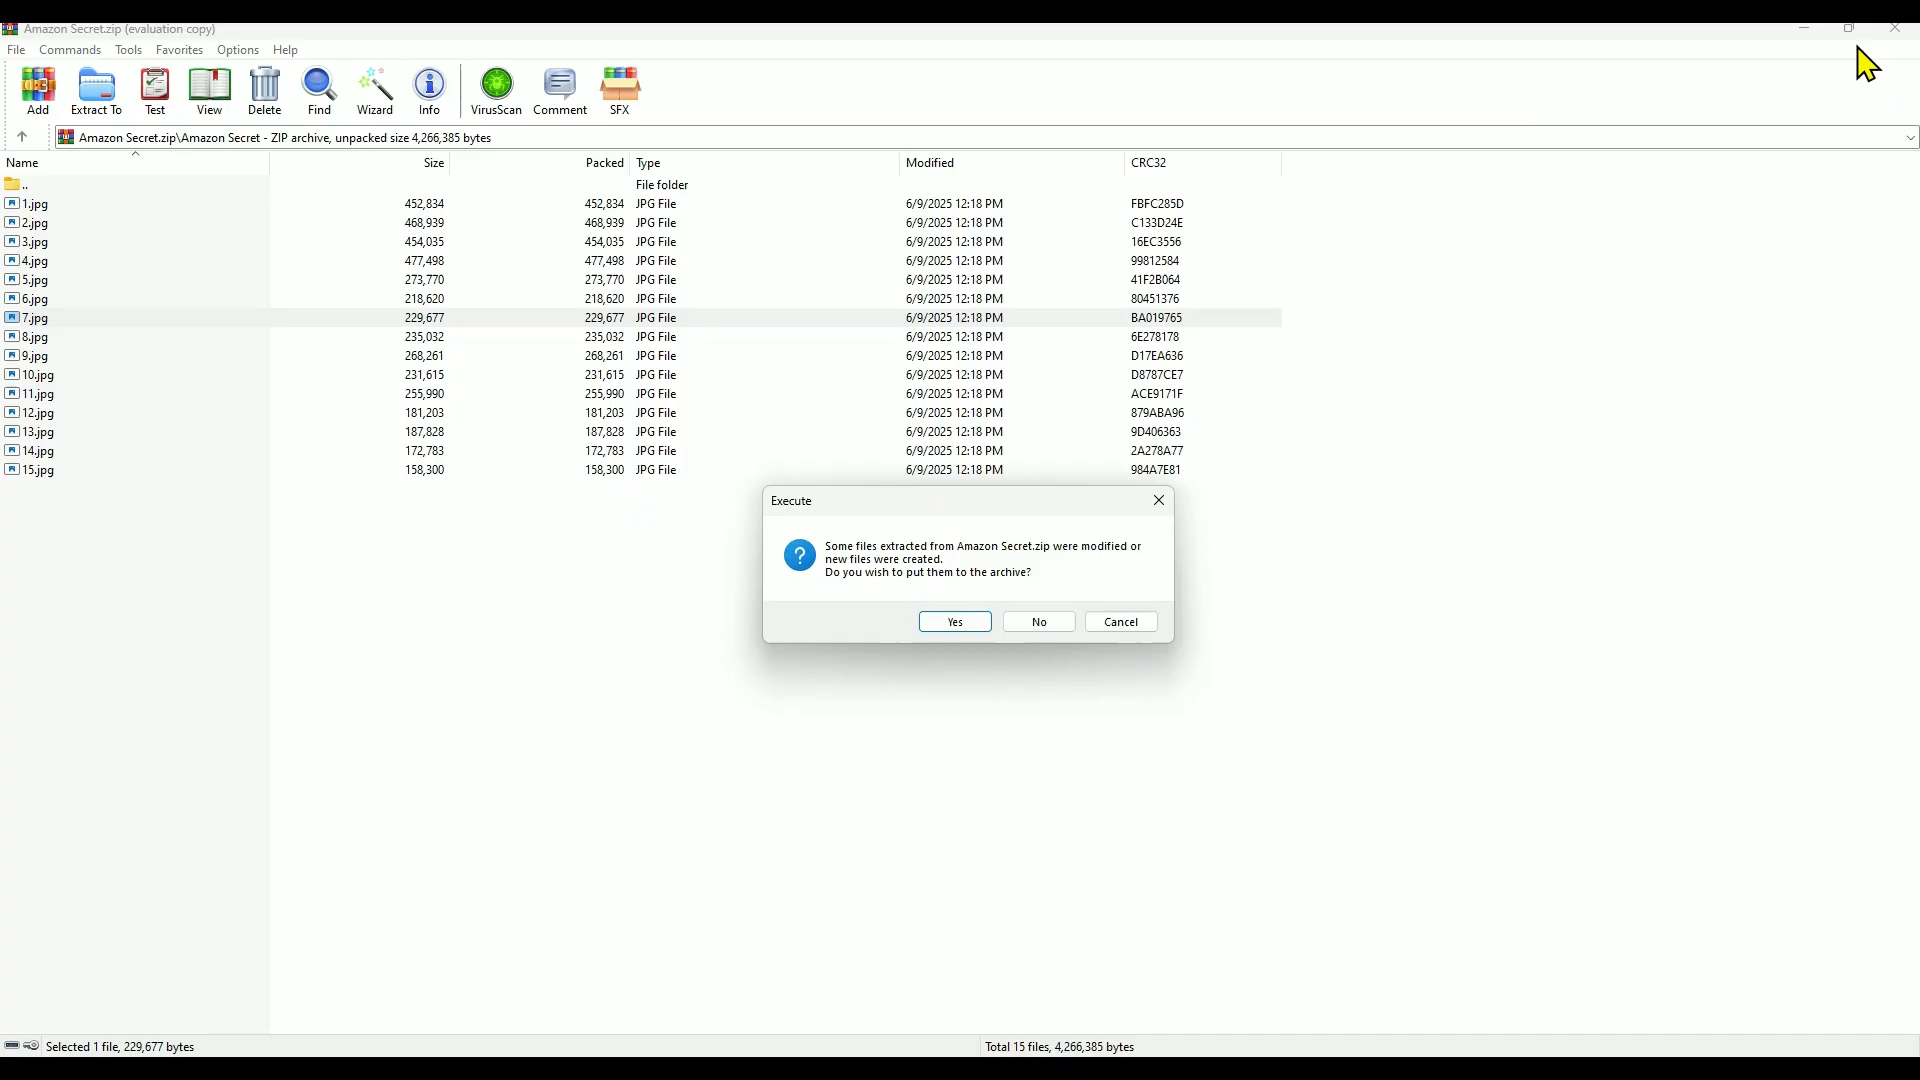 Amazon Secret.zip (evaluation copy)
File Commands Tools Favorites Options Help
Add Extract To Test View Delete Find Wizard Info VirusScan Comment SFX
Amazon Secret.zip\Amazon Secret - ZIP archive, unpacked size 4,266,385 bytes
Name Size Packed Type Modified CRC32
.. File folder
1.jpg 452,834 452,834 JPG File 6/9/2025 12:18 PM FBFC285D
2.jpg 468,939 468,939 JPG File 6/9/2025 12:18 PM C133D24E
3.jpg 454,035 454,035 JPG File 6/9/2025 12:18 PM 16EC3556
4.jpg 477,498 477,498 JPG File 6/9/2025 12:18 PM 99812584
5.jpg 273,770 273,770 JPG File 6/9/2025 12:18 PM 41F2B064
6.jpg 218,620 218,620 JPG File 6/9/2025 12:18 PM 80451376
7.jpg 229,677 229,677 JPG File 6/9/2025 12:18 PM BA019765
8.jpg 235,032 235,032 JPG File 6/9/2025 12:18 PM 6E278178
9.jpg 268,261 268,261 JPG File 6/9/2025 12:18 PM D17EA636
10.jpg 231,615 231,615 JPG File 6/9/2025 12:18 PM D8787CE7
11.jpg 255,990 255,990 JPG File 6/9/2025 12:18 PM ACE9171F
12.jpg 181,203 181,203 JPG File 6/9/2025 12:18 PM 879ABA96
13.jpg 187,828 187,828 JPG File 6/9/2025 12:18 PM 9D406363
14.jpg 172,783 172,783 JPG File 6/9/2025 12:18 PM 2A278A77
15.jpg 158,300 158,300 JPG File 6/9/2025 12:18 PM 984A7E81
Execute
Some files extracted from Amazon Secret.zip were modified or
new files were created.
Do you wish to put them to the archive?
Yes No Cancel
Selected 1 file, 229,677 bytes
Total 15 files, 4,266,385 bytes